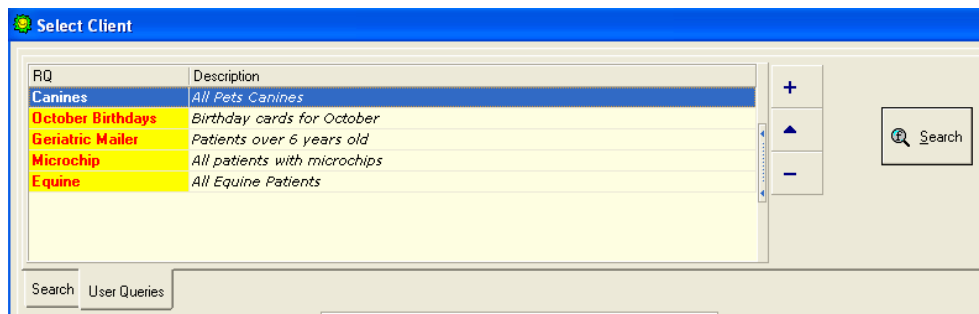 Select Client
RQ Description
Canines All Pets Canines
October Birthdays Birthday cards for October
Geriatric Mailer Patients over 6 years old
Microchip All patients with microchips
Equine All Equine Patients
+
−
Search
Search User Queries